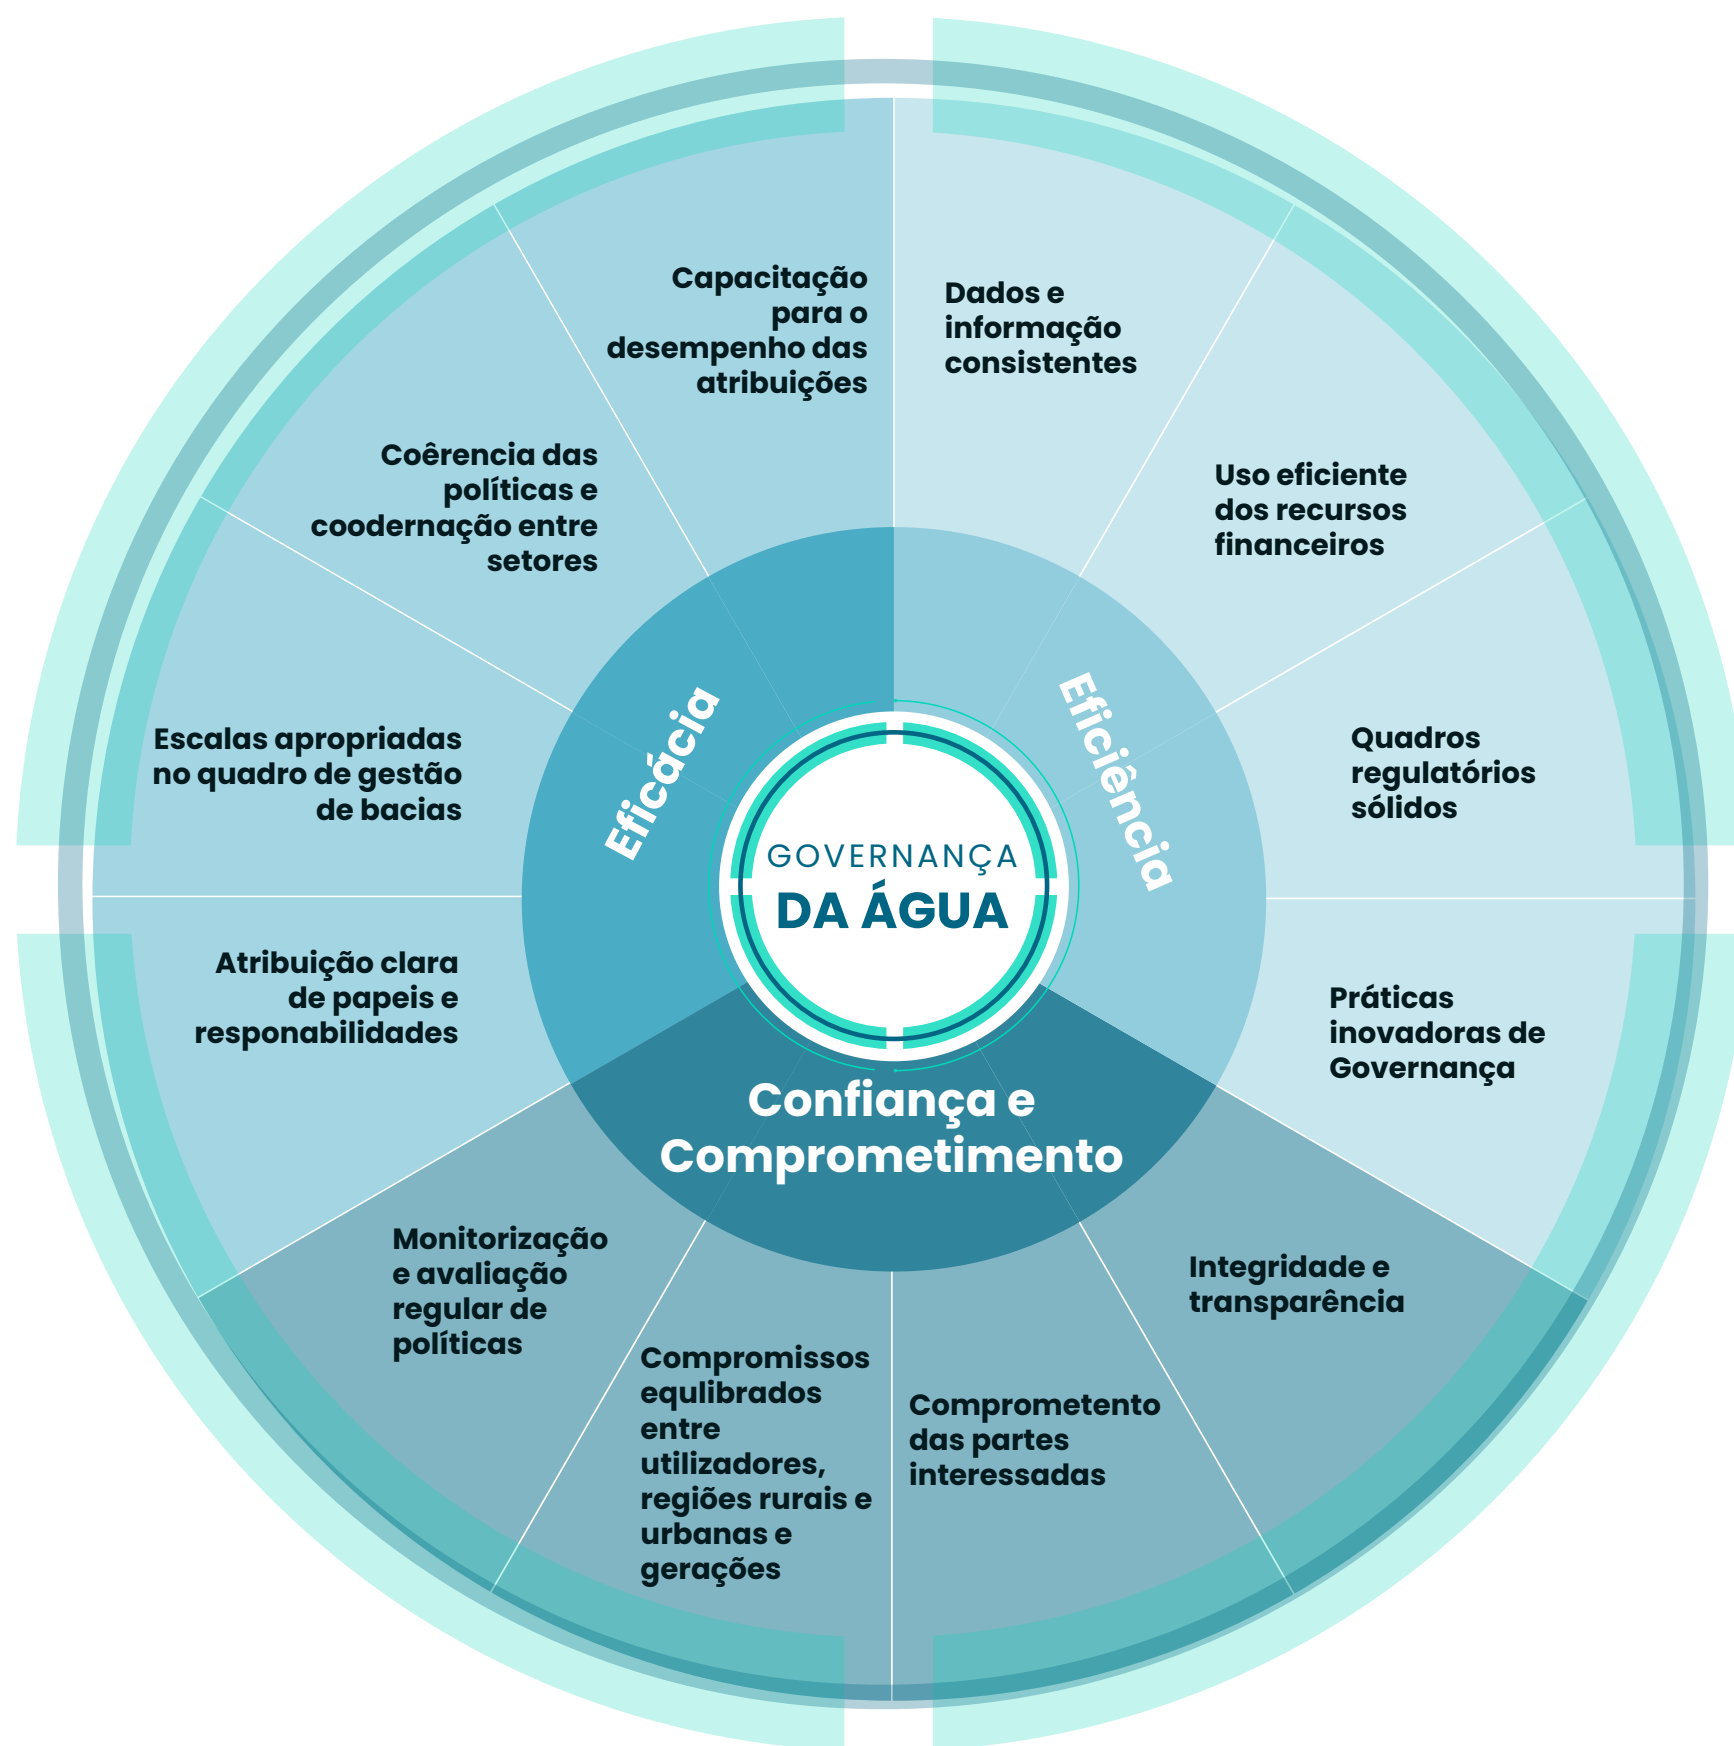 Capacitação
para o
desempenho das
atribuições
Dados e
informação
consistentes
Uso eficiente
dos recursos
financeiros
Quadros
regulatórios
sólidos
Práticas
inovadoras de
Governança
Integridade e
transparência
Comprometento
das partes
interessadas
Compromissos
equlibrados
entre
utilizadores,
regiões rurais e
urbanas e
gerações
Monitorização
e avaliação
regular de
políticas
Atribuição clara
de papeis e
responabilidades
Escalas apropriadas
no quadro de gestão
de bacias
Coêrencia das
políticas e
coodernação entre
setores
Eficácia
Eficiência
Confiança e
Comprometimento
GOVERNANÇA
DA ÁGUA